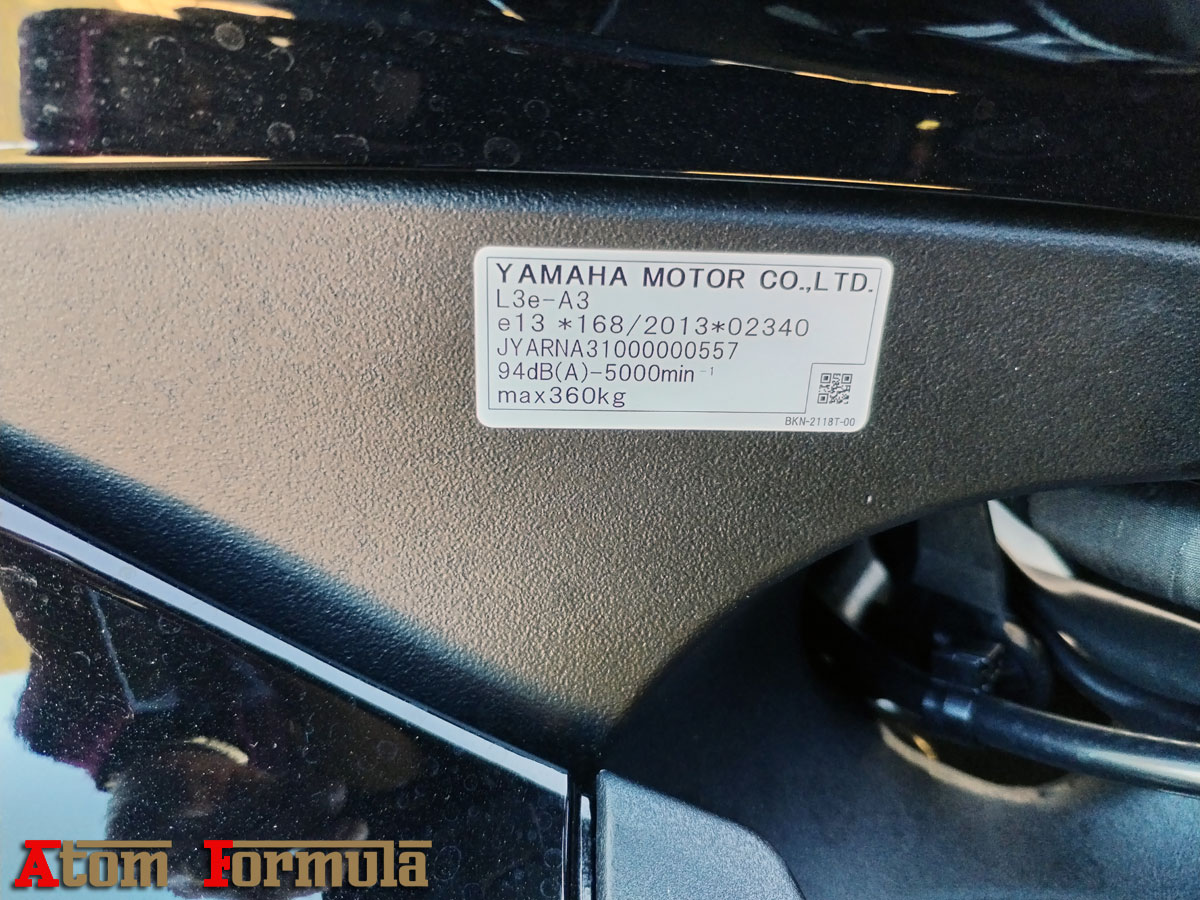 YAMAHA MOTOR CO.,LTD.
L3e-A3
e13 *168/2013*02340
JYARNA31000000557
94dB(A)-5000min⁻¹
max360kg
BKN-2118T-00
Atom Formula